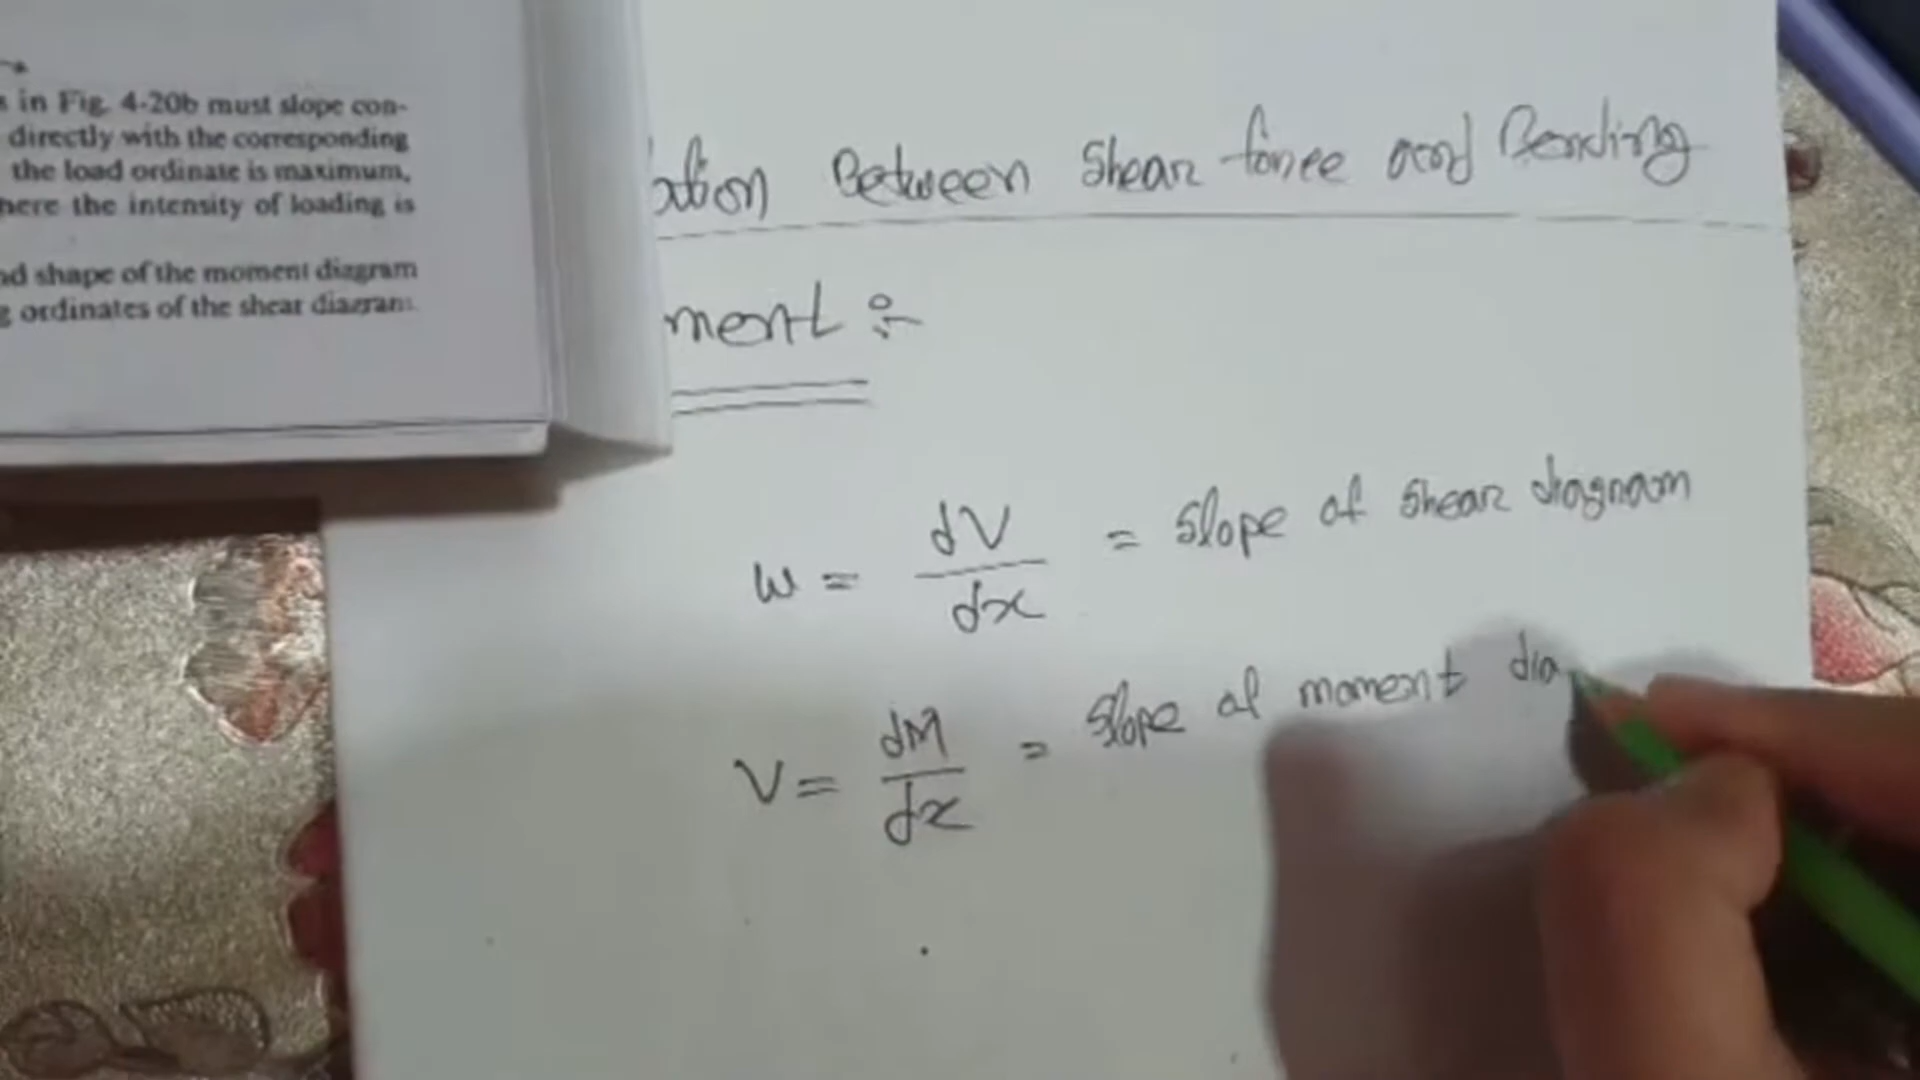 in Fig. 4-20b must slope con-
directly with the corresponding
the load ordinate is maximum,
here the intensity of loading is
nd shape of the moment diagram
g ordinates of the shear diagram.
ation Between Shear force and Bending
ment :-
w = dV/dx = Slope of Shear diagram
V = dM/dx = Slope of moment dia